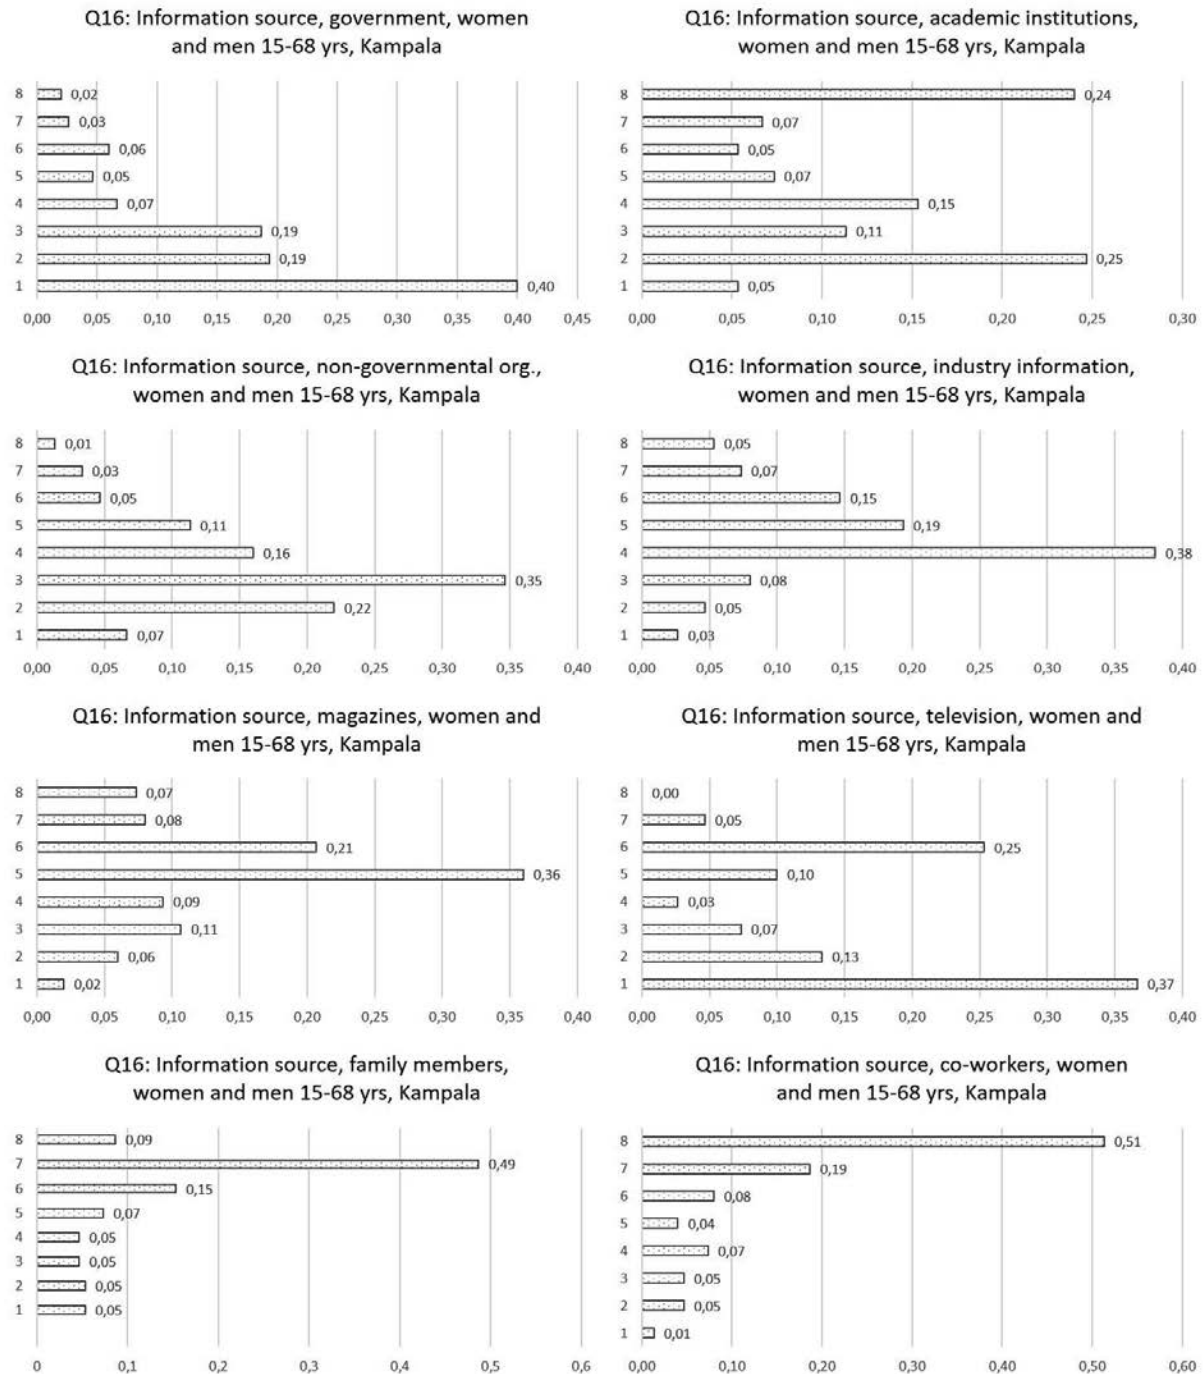 Q16: Information source, government, women
and men 15-68 yrs, Kampala
8 0,02
7 0,03
6 0,06
5 0,05
4 0,07
3 0,19
2 0,19
1 0,40
0,00 0,05 0,10 0,15 0,20 0,25 0,30 0,35 0,40 0,45
Q16: Information source, academic institutions,
women and men 15-68 yrs, Kampala
8 0,24
7 0,07
6 0,05
5 0,07
4 0,15
3 0,11
2 0,25
1 0,05
0,00 0,05 0,10 0,15 0,20 0,25 0,30
Q16: Information source, non-governmental org.,
women and men 15-68 yrs, Kampala
8 0,01
7 0,03
6 0,05
5 0,11
4 0,16
3 0,35
2 0,22
1 0,07
0,00 0,05 0,10 0,15 0,20 0,25 0,30 0,35 0,40
Q16: Information source, industry information,
women and men 15-68 yrs, Kampala
8 0,05
7 0,07
6 0,15
5 0,19
4 0,38
3 0,08
2 0,05
1 0,03
0,00 0,05 0,10 0,15 0,20 0,25 0,30 0,35 0,40
Q16: Information source, magazines, women and
men 15-68 yrs, Kampala
8 0,07
7 0,08
6 0,21
5 0,36
4 0,09
3 0,11
2 0,06
1 0,02
0,00 0,05 0,10 0,15 0,20 0,25 0,30 0,35 0,40
Q16: Information source, television, women and
men 15-68 yrs, Kampala
8 0,00
7 0,05
6 0,25
5 0,10
4 0,03
3 0,07
2 0,13
1 0,37
0,00 0,05 0,10 0,15 0,20 0,25 0,30 0,35 0,40
Q16: Information source, family members,
women and men 15-68 yrs, Kampala
8 0,09
7 0,49
6 0,15
5 0,07
4 0,05
3 0,05
2 0,05
1 0,05
0 0,1 0,2 0,3 0,4 0,5 0,6
Q16: Information source, co-workers, women
and men 15-68 yrs, Kampala
8 0,51
7 0,19
6 0,08
5 0,04
4 0,07
3 0,05
2 0,05
1 0,01
0,00 0,10 0,20 0,30 0,40 0,50 0,60